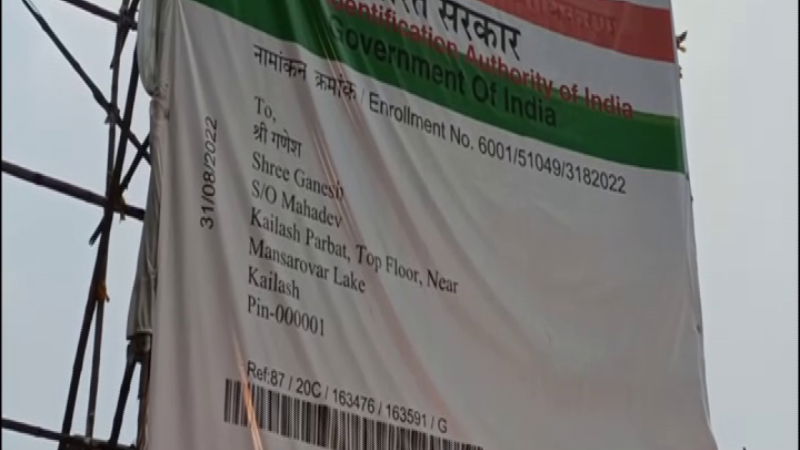 सरकार
Identification Authority of India
Government Of India
नामांकन क्रमांक / Enrollment No. 6001/51049/3182022
31/08/2022
To,
श्री गणेश
Shree Ganesh
S/O Mahadev
Kailash Parbat, Top Floor, Near
Mansarovar Lake
Kailash
Pin-000001
Ref:87 / 20C / 163476 / 163591 / G